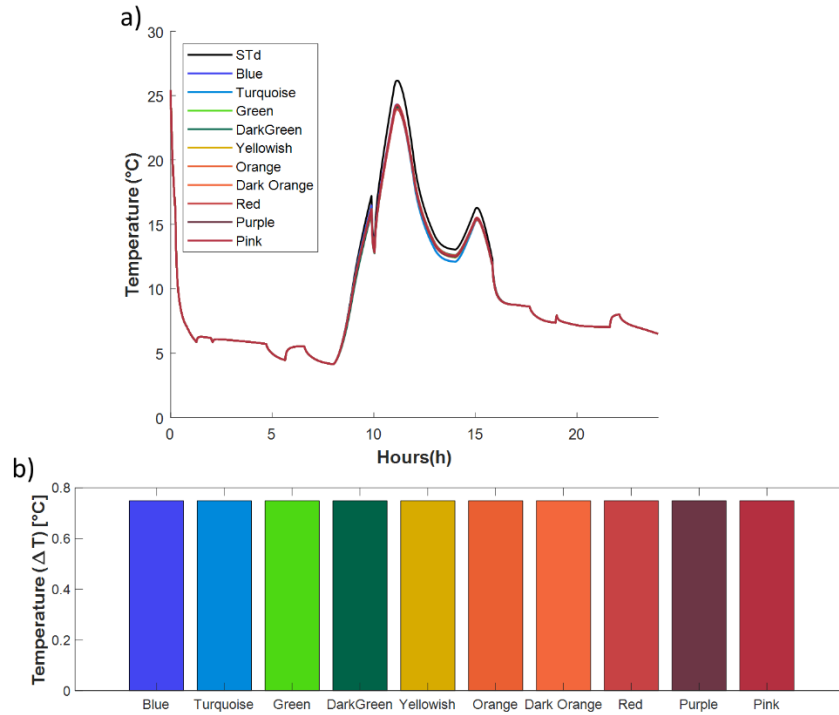 a)
30
25
20
15
10
5
0
Temperature (°C)
STd
Blue
Turquoise
Green
DarkGreen
Yellowish
Orange
Dark Orange
Red
Purple
Pink
0 5 10 15 20
Hours(h)
b)
0.8
0.6
0.4
0.2
0
Temperature (Δ T) [°C]
Blue Turquoise Green DarkGreen Yellowish Orange Dark Orange Red Purple Pink